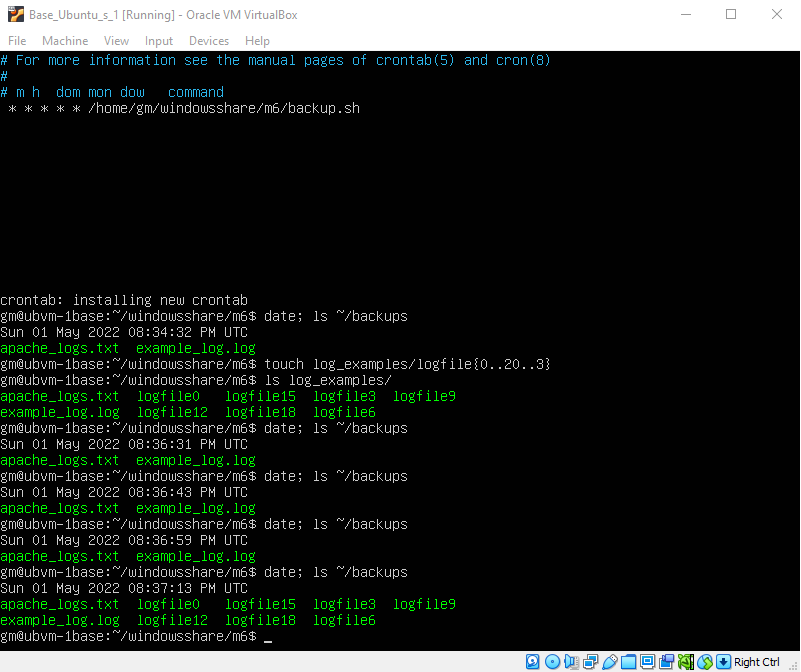 Base_Ubuntu_s_1 [Running] - Oracle VM VirtualBox
File Machine View Input Devices Help
# For more information see the manual pages of crontab(5) and cron(8)
#
# m h  dom mon dow   command
 * * * * * /home/gm/windowsshare/m6/backup.sh
crontab: installing new crontab
gm@ubvm-1base:~/windowsshare/m6$ date; ls ~/backups
Sun 01 May 2022 08:34:32 PM UTC
apache_logs.txt  example_log.log
gm@ubvm-1base:~/windowsshare/m6$ touch log_examples/logfile{0..20..3}
gm@ubvm-1base:~/windowsshare/m6$ ls log_examples/
apache_logs.txt  logfile0   logfile15  logfile3  logfile9
example_log.log  logfile12  logfile18  logfile6
gm@ubvm-1base:~/windowsshare/m6$ date; ls ~/backups
Sun 01 May 2022 08:36:31 PM UTC
apache_logs.txt  example_log.log
gm@ubvm-1base:~/windowsshare/m6$ date; ls ~/backups
Sun 01 May 2022 08:36:43 PM UTC
apache_logs.txt  example_log.log
gm@ubvm-1base:~/windowsshare/m6$ date; ls ~/backups
Sun 01 May 2022 08:36:59 PM UTC
apache_logs.txt  example_log.log
gm@ubvm-1base:~/windowsshare/m6$ date; ls ~/backups
Sun 01 May 2022 08:37:13 PM UTC
apache_logs.txt  logfile0   logfile15  logfile3  logfile9
example_log.log  logfile12  logfile18  logfile6
gm@ubvm-1base:~/windowsshare/m6$ _
Right Ctrl